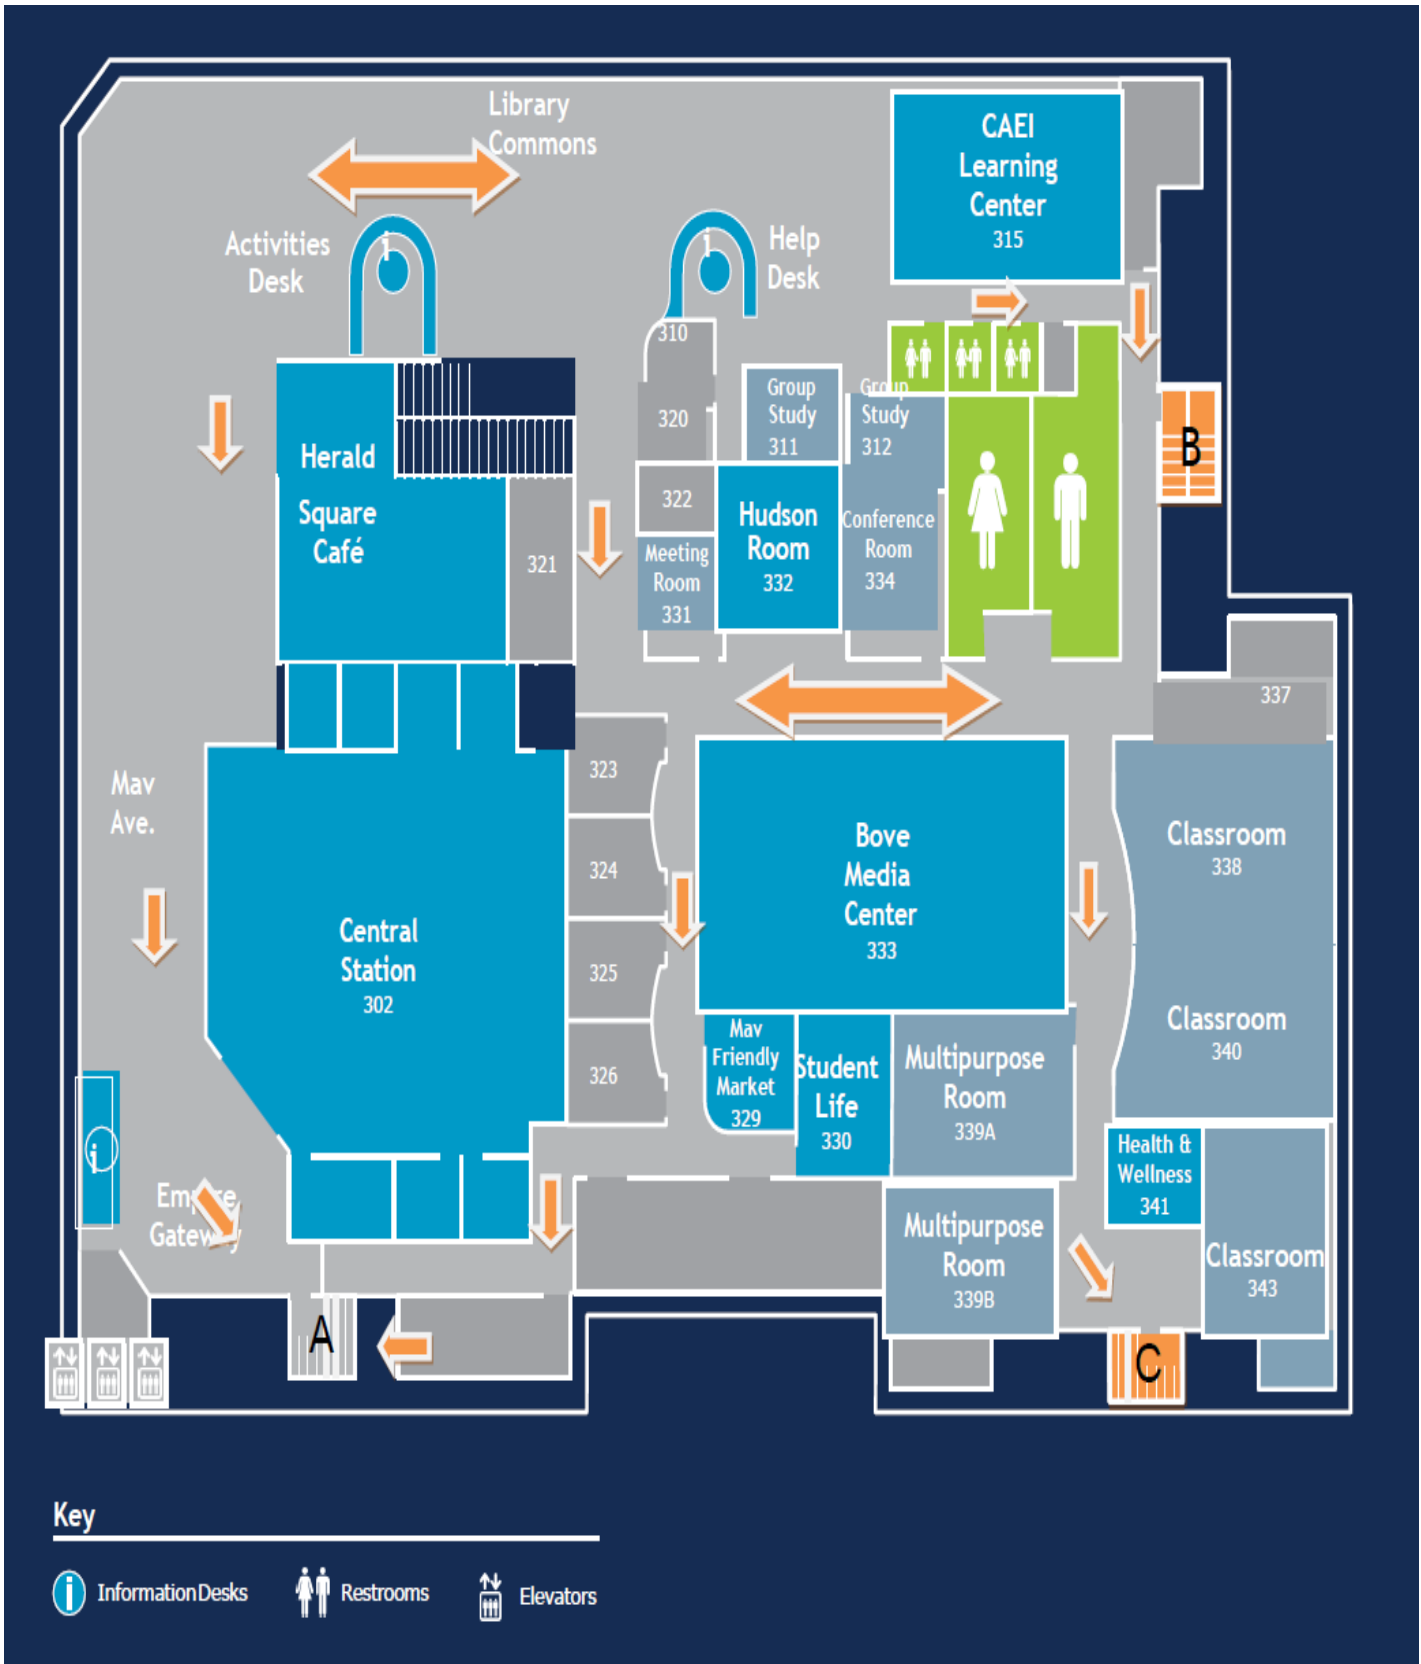 Library
Commons
CAEI
Learning
Center
315
Activities
Desk
i
i
Help
Desk
310
320
Group
Study
311
Group
Study
312
Herald
Square
Café
B
322
Hudson
Room
332
Conference
Room
334
321
Meeting
Room
331
337
323
Mav
Ave.
324
Bove
Media
Center
333
Classroom
338
Central
Station
302
325
Classroom
340
326
Mav
Friendly
Market
329
Student
Life
330
Multipurpose
Room
339A
i
Health &
Wellness
341
Empire
Gateway
Multipurpose
Room
339B
Classroom
343
A
C
Key
i
Information Desks
Restrooms
Elevators